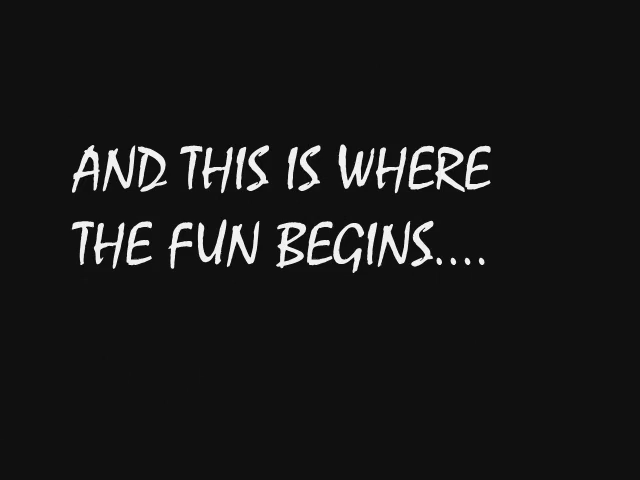 AND THIS IS WHERE
THE FUN BEGINS....